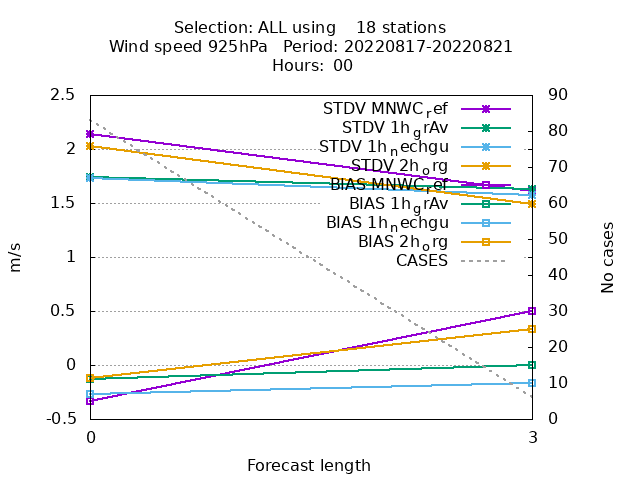 Selection: ALL using    18 stations
Wind speed 925hPa   Period: 20220817-20220821
Hours:  00
STDV MNWC_ref
STDV 1h_grAv
STDV 1h_nechgu
STDV 2h_org
BIAS MNWC_ref
BIAS 1h_grAv
BIAS 1h_nechgu
BIAS 2h_org
CASES
2.5
2
1.5
1
0.5
0
-0.5
m/s
90
80
70
60
50
40
30
20
10
0
No cases
0 3
Forecast length